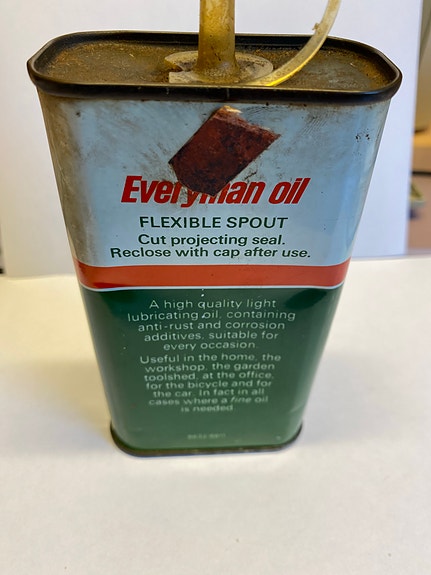 Everyman oil
FLEXIBLE SPOUT
Cut projecting seal.
Reclose with cap after use.
A high quality light
lubricating oil, containing
anti-rust and corrosion
additives, suitable for
every occasion.
Useful in the home, the
workshop, the garden
toolshed, at the office,
for the bicycle and for
the car. In fact in all
cases where a fine oil
is needed